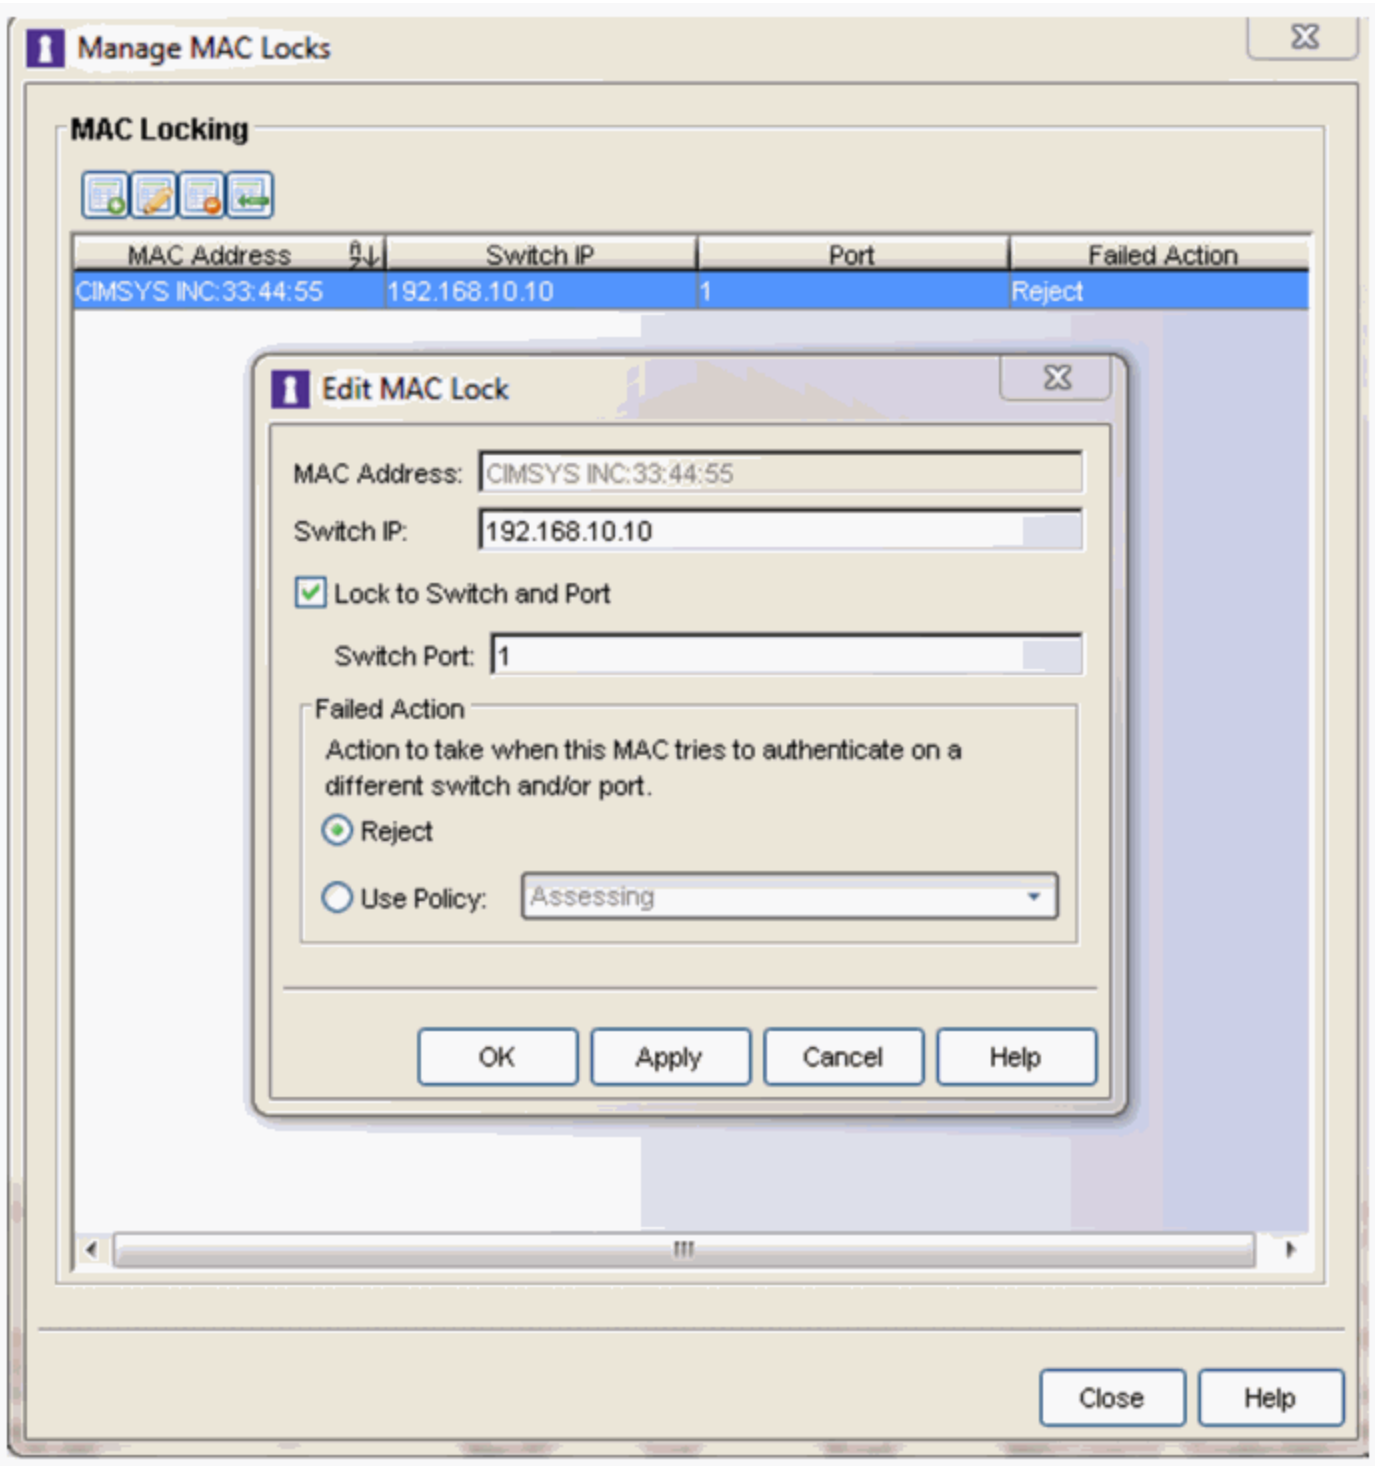 Manage MAC Locks
MAC Locking
MAC Address Switch IP Port Failed Action
CIMSYS INC:33:44:55 192.168.10.10 1 Reject
Edit MAC Lock
MAC Address: CIMSYS INC:33:44:55
Switch IP: 192.168.10.10
Lock to Switch and Port
Switch Port: 1
Failed Action
Action to take when this MAC tries to authenticate on a
different switch and/or port.
Reject
Use Policy: Assessing
OK Apply Cancel Help
Close Help